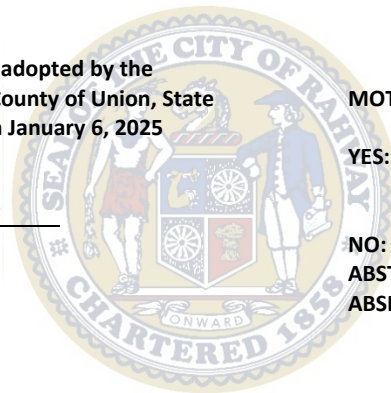 adopted by the
County of Union, State
January 6, 2025
MOT
YES:
NO:
ABST
ABSE
SEAL OF THE CITY OF RAHWAY
ONWARD
CHARTERED 1858